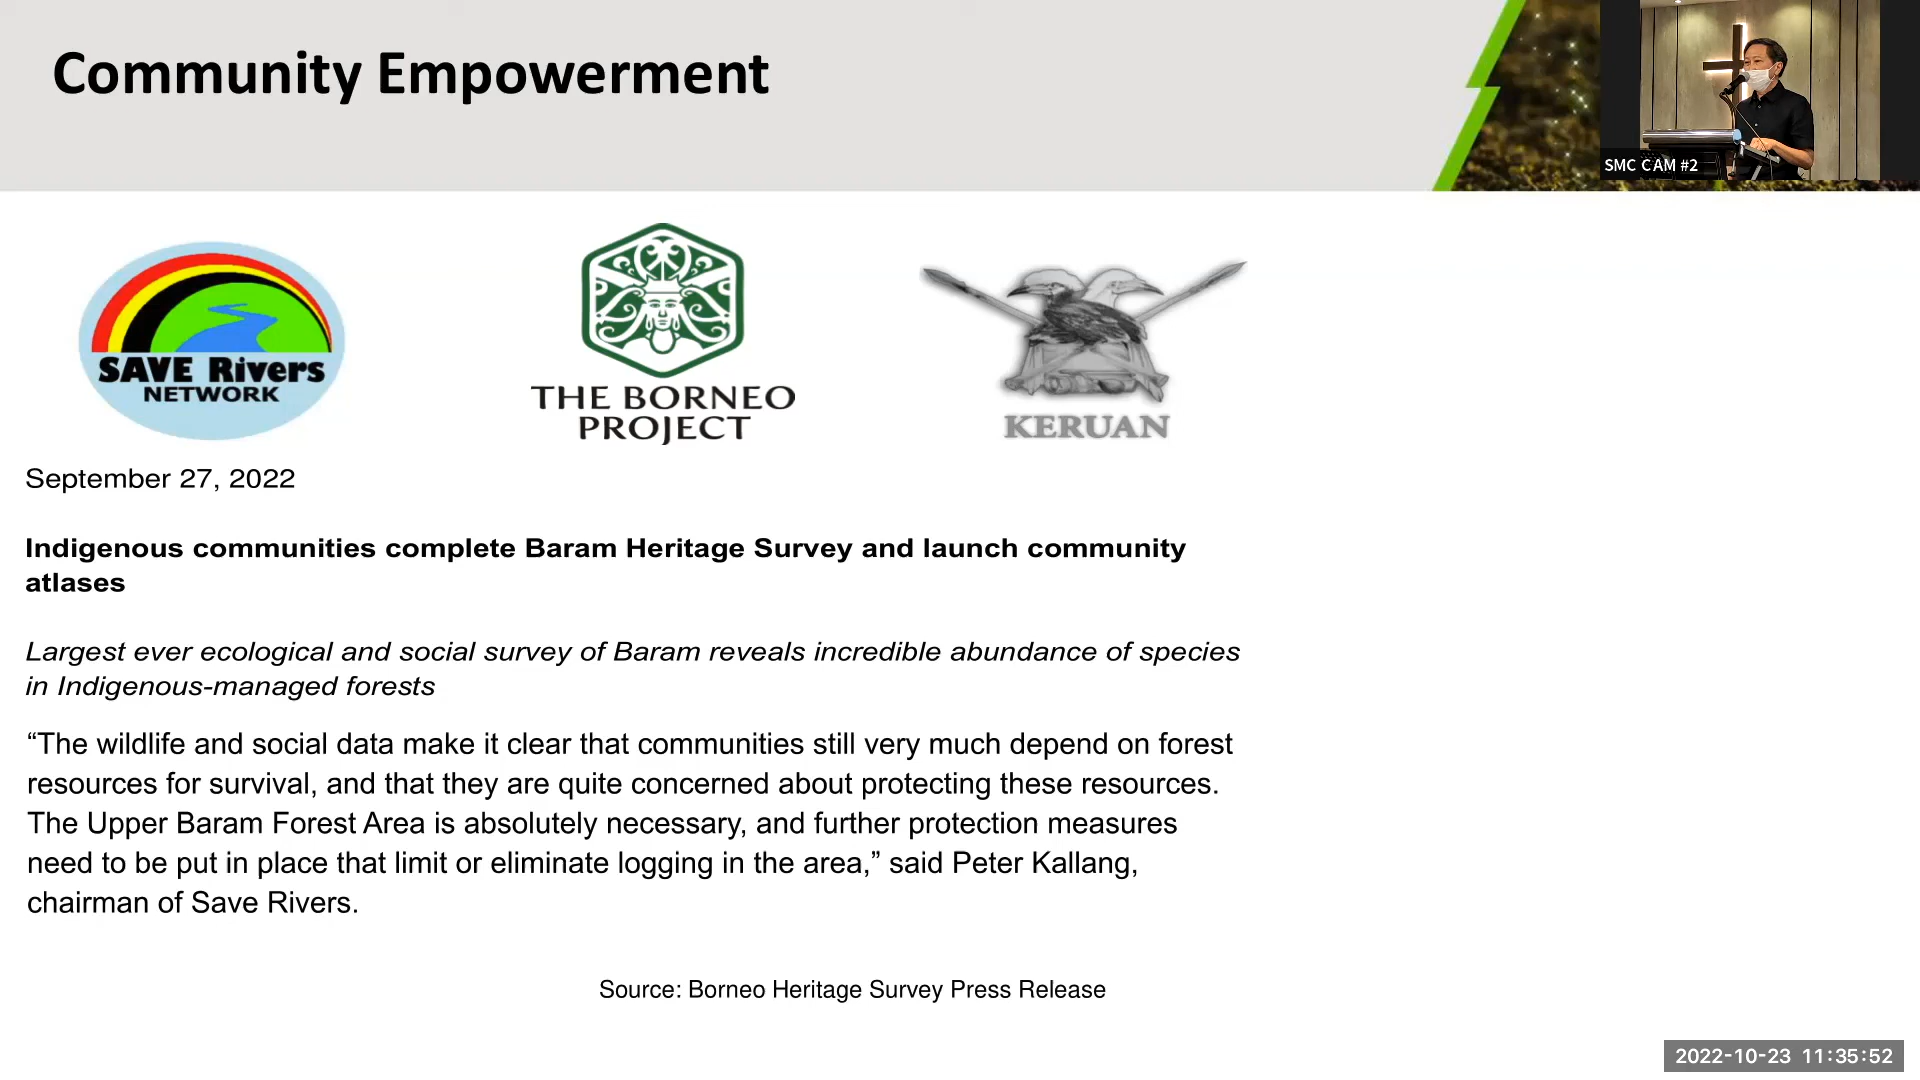 Community Empowerment
SMC CAM #2
SAVE Rivers
NETWORK
THE BORNEO
PROJECT
KERUAN
September 27, 2022
Indigenous communities complete Baram Heritage Survey and launch community
atlases
Largest ever ecological and social survey of Baram reveals incredible abundance of species
in Indigenous-managed forests
“The wildlife and social data make it clear that communities still very much depend on forest
resources for survival, and that they are quite concerned about protecting these resources.
The Upper Baram Forest Area is absolutely necessary, and further protection measures
need to be put in place that limit or eliminate logging in the area,” said Peter Kallang,
chairman of Save Rivers.
Source: Borneo Heritage Survey Press Release
2022-10-23 11:35:52